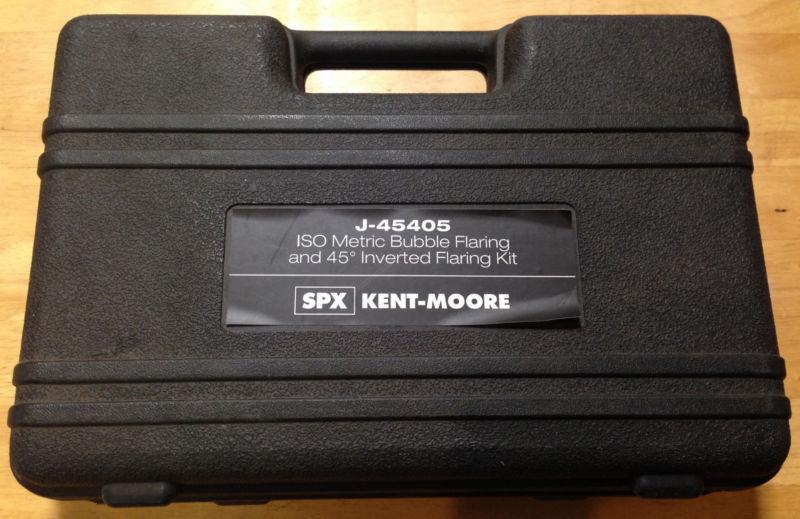 J-45405
ISO Metric Bubble Flaring
and 45° Inverted Flaring Kit
SPX KENT-MOORE